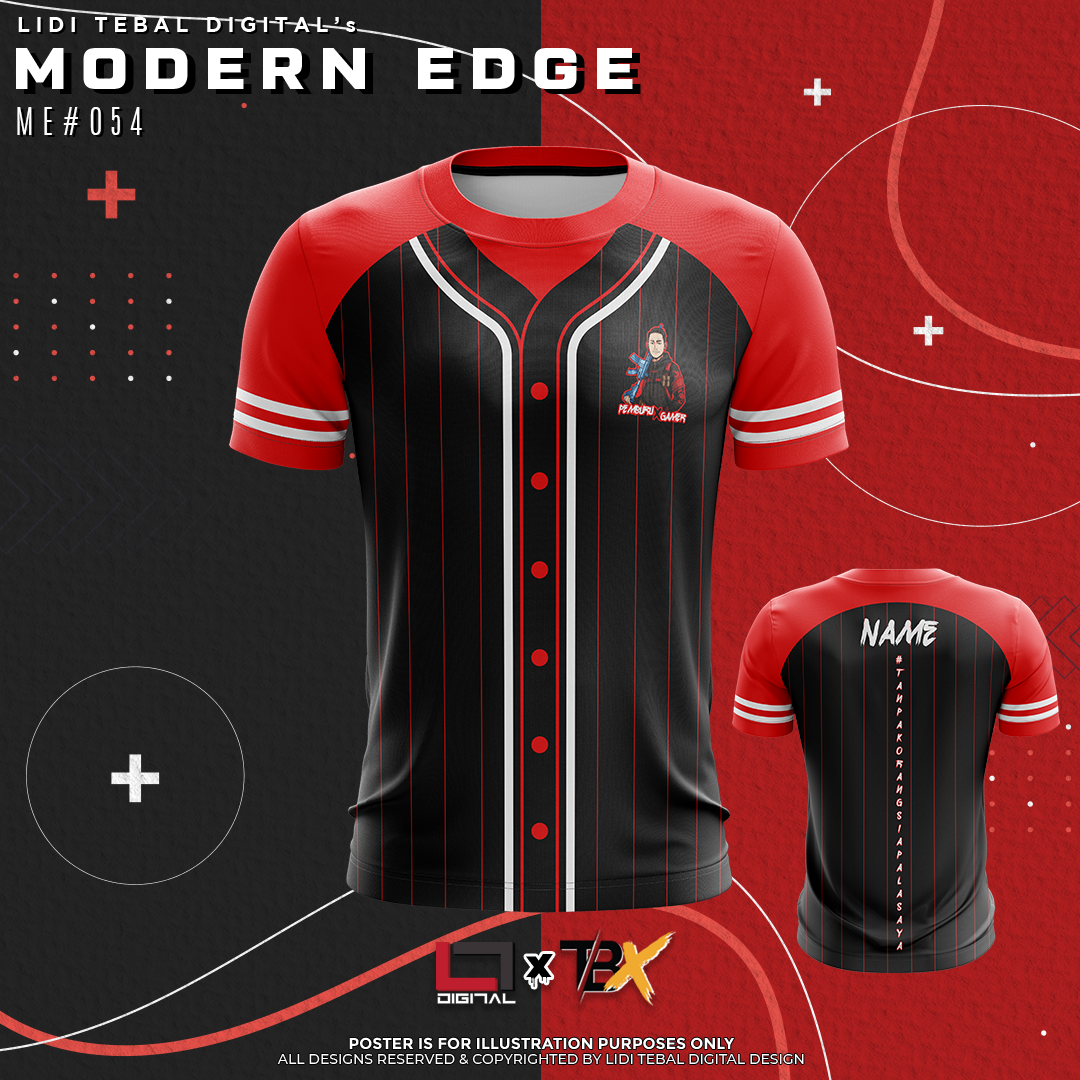 LIDI TEBAL DIGITAL's
MODERN EDGE
ME#054
PEMBURU X GAMER
NAME
#TANPAKORANGSIAPALASAYA
DIGITAL
X
TBX
POSTER IS FOR ILLUSTRATION PURPOSES ONLY
ALL DESIGNS RESERVED & COPYRIGHTED BY LIDI TEBAL DIGITAL DESIGN